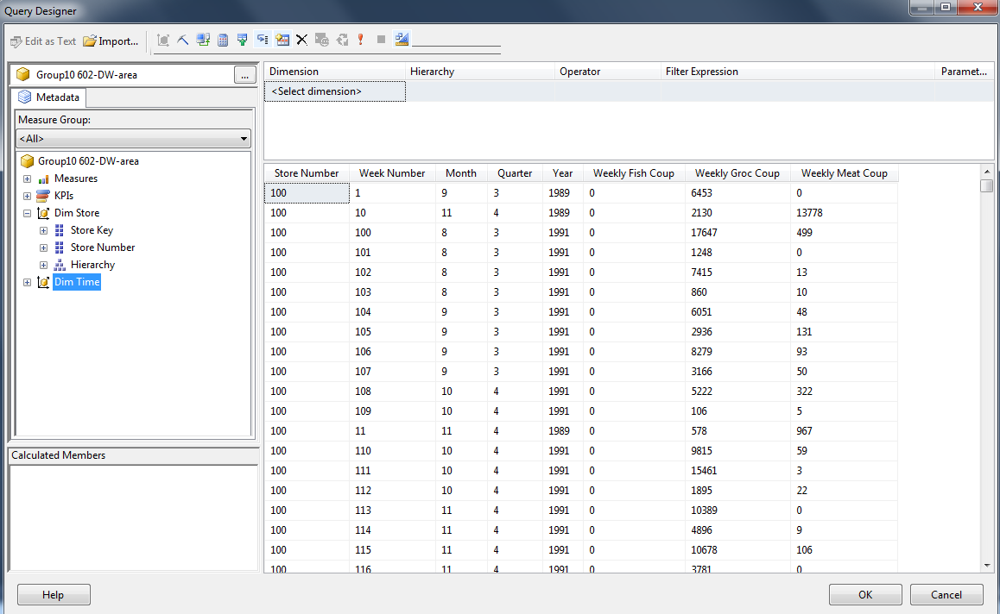 Query Designer
Edit as Text Import...
Group10 602-DW-area ...
Metadata
Measure Group:
<All>
Group10 602-DW-area
Measures
KPIs
Dim Store
Store Key
Store Number
Hierarchy
Dim Time
Calculated Members
Dimension Hierarchy Operator Filter Expression Paramet...
<Select dimension>
Store Number Week Number Month Quarter Year Weekly Fish Coup Weekly Groc Coup Weekly Meat Coup
100 1 9 3 1989 0 6453 0
100 10 11 4 1989 0 2130 13778
100 100 8 3 1991 0 17647 499
100 101 8 3 1991 0 1248 0
100 102 8 3 1991 0 7415 13
100 103 8 3 1991 0 860 10
100 104 9 3 1991 0 6051 48
100 105 9 3 1991 0 2936 131
100 106 9 3 1991 0 8279 93
100 107 9 3 1991 0 3166 50
100 108 10 4 1991 0 5222 322
100 109 10 4 1991 0 106 5
100 11 11 4 1989 0 578 967
100 110 10 4 1991 0 9815 59
100 111 10 4 1991 0 15461 3
100 112 10 4 1991 0 1895 22
100 113 11 4 1991 0 10389 0
100 114 11 4 1991 0 4896 9
100 115 11 4 1991 0 10678 106
100 116 11 4 1991 0 3781 0
Help OK Cancel